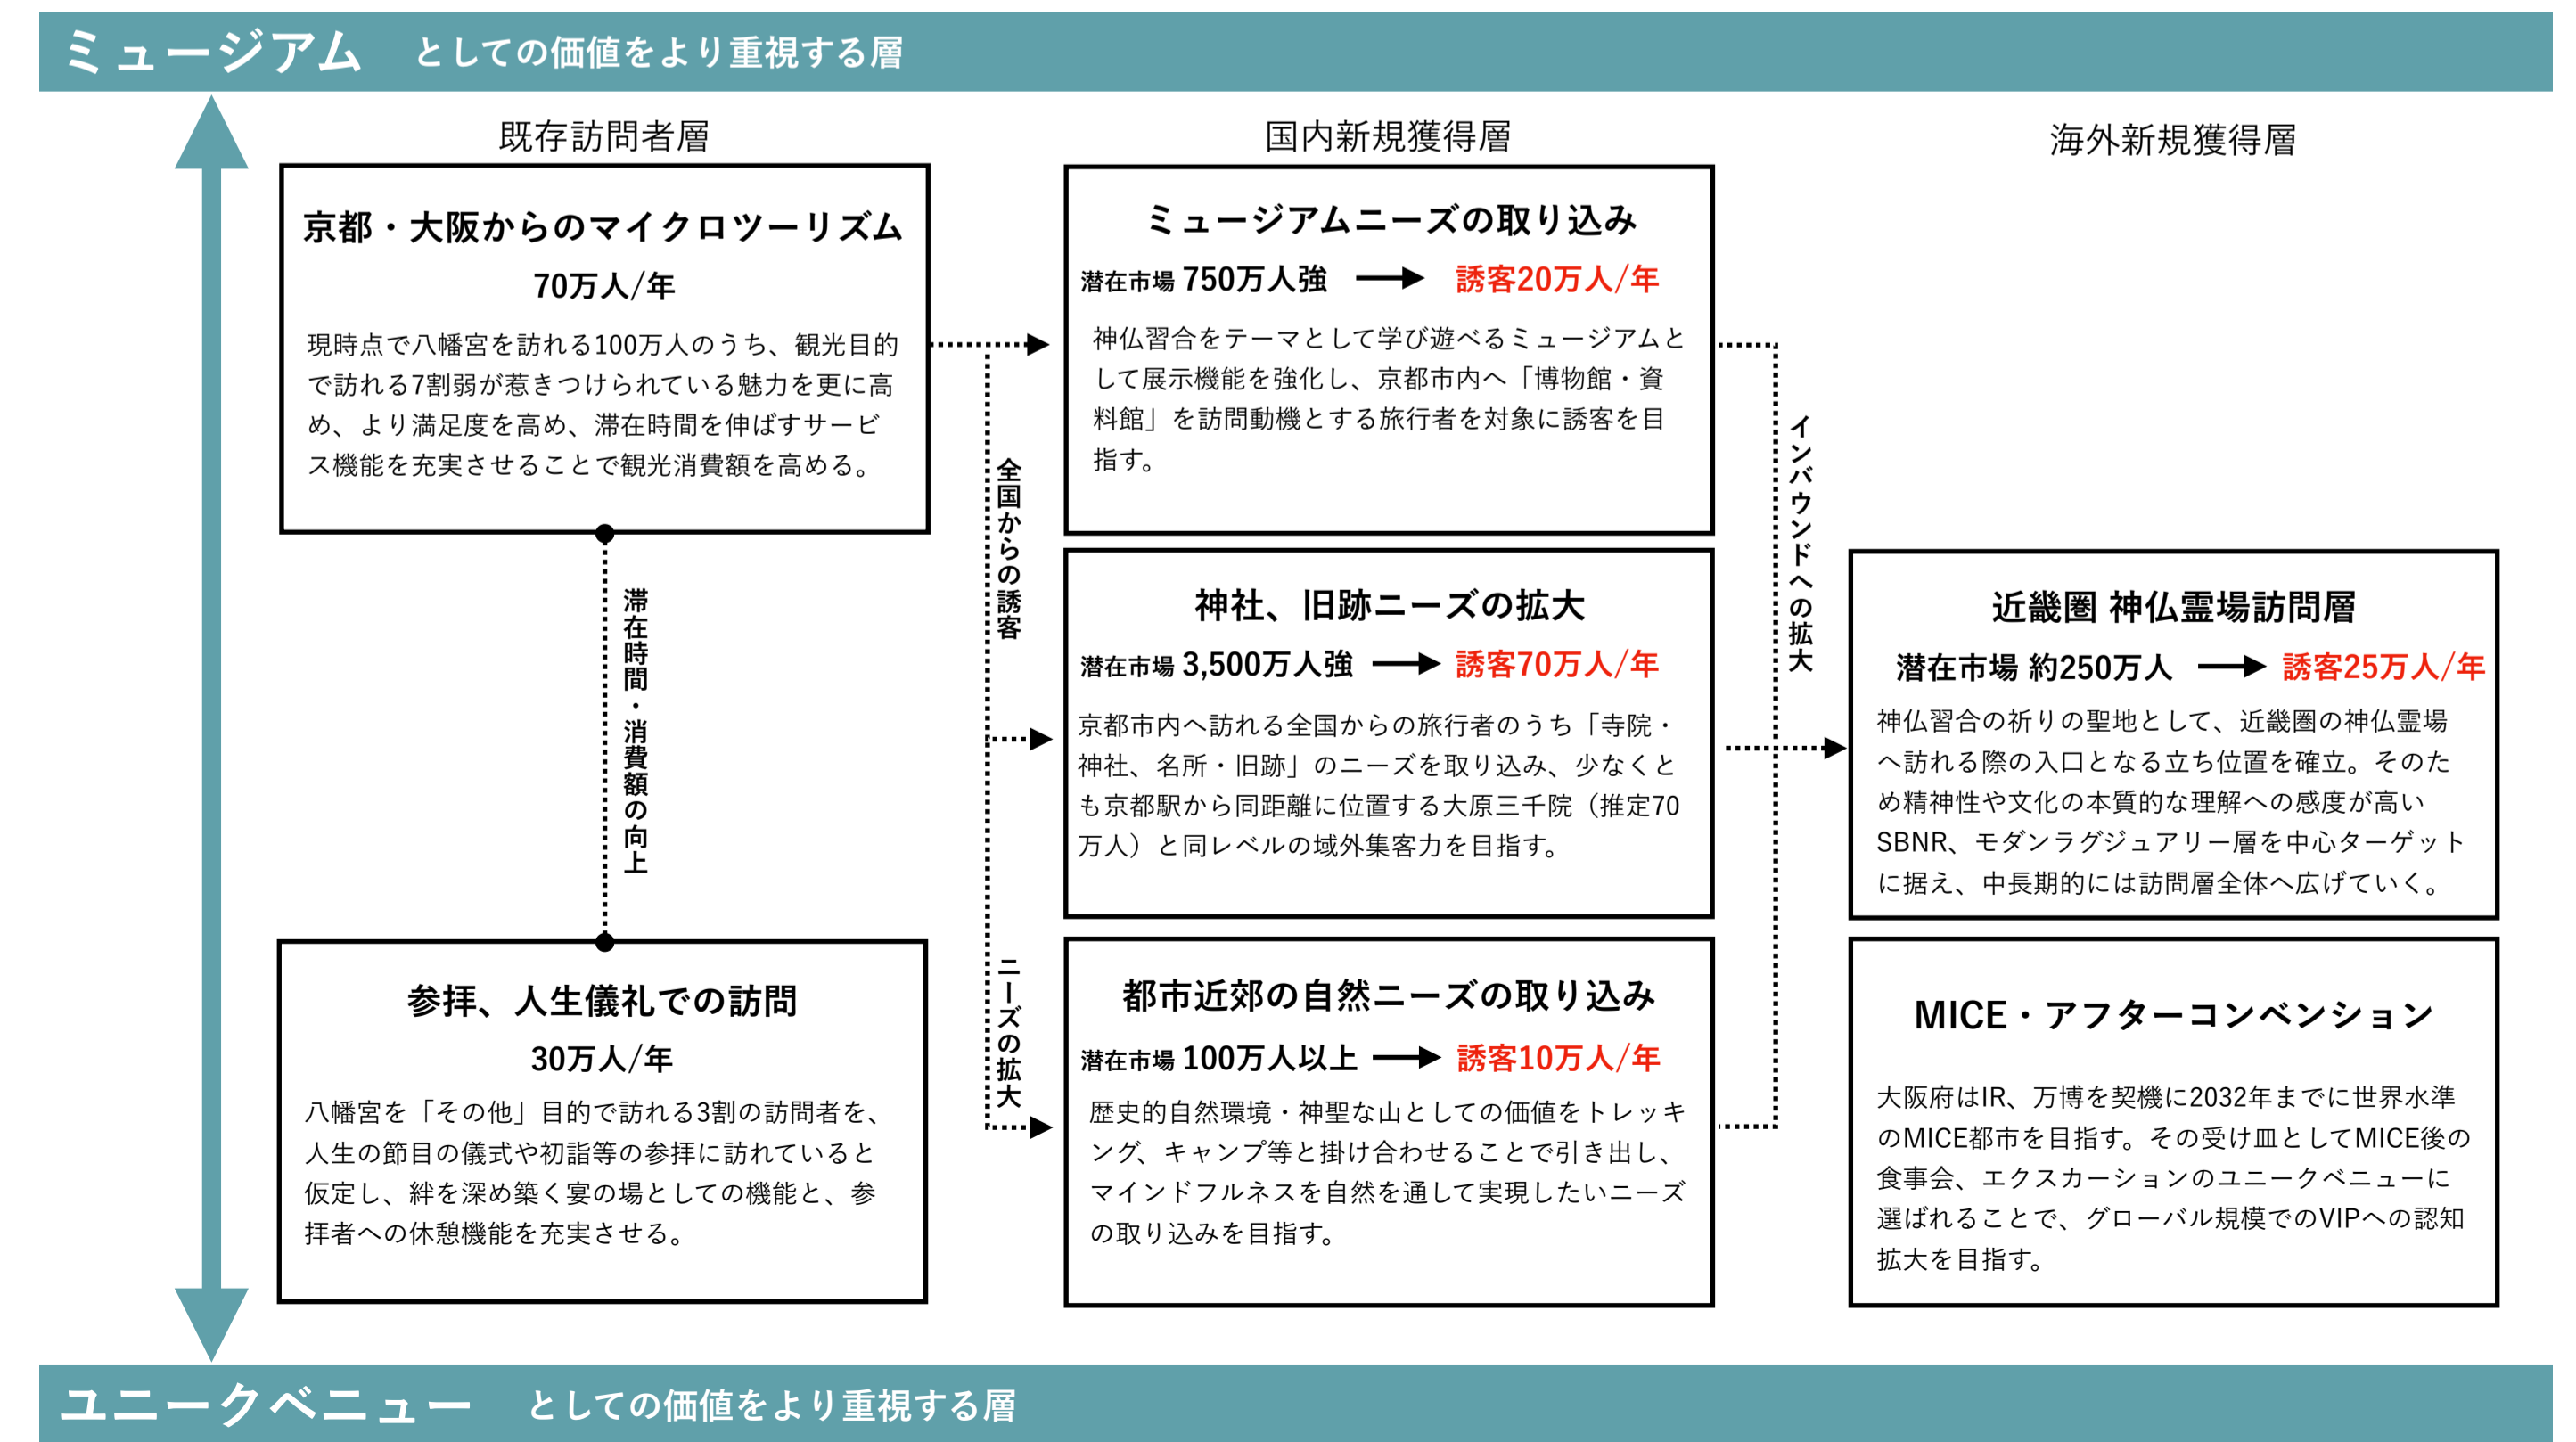 ミュージアム としての価値をより重視する層
既存訪問者層
京都・大阪からのマイクロツーリズム
70万人/年
現時点で八幡宮を訪れる100万人のうち、観光目的
で訪れる7割弱が惹きつけられている魅力を更に高
め、より満足度を高め、滞在時間を伸ばすサービ
ス機能を充実させることで観光消費額を高める。
滞在時間・消費額の向上
参拝、人生儀礼での訪問
30万人/年
八幡宮を「その他」目的で訪れる3割の訪問者を、
人生の節目の儀式や初詣等の参拝に訪れていると
仮定し、絆を深め築く宴の場としての機能と、参
拝者への休憩機能を充実させる。
全国からの誘客
ニーズの拡大
国内新規獲得層
ミュージアムニーズの取り込み
潜在市場 750万人強 → 誘客20万人/年
神仏習合をテーマとして学び遊べるミュージアムと
して展示機能を強化し、京都市内へ「博物館・資
料館」を訪問動機とする旅行者を対象に誘客を目
指す。
神社、旧跡ニーズの拡大
潜在市場 3,500万人強 → 誘客70万人/年
京都市内へ訪れる全国からの旅行者のうち「寺院・
神社、名所・旧跡」のニーズを取り込み、少なくと
も京都駅から同距離に位置する大原三千院（推定70
万人）と同レベルの域外集客力を目指す。
都市近郊の自然ニーズの取り込み
潜在市場 100万人以上 → 誘客10万人/年
歴史的自然環境・神聖な山としての価値をトレッキ
ング、キャンプ等と掛け合わせることで引き出し、
マインドフルネスを自然を通して実現したいニーズ
の取り込みを目指す。
インバウンドへの拡大
海外新規獲得層
近畿圏 神仏霊場訪問層
潜在市場 約250万人 → 誘客25万人/年
神仏習合の祈りの聖地として、近畿圏の神仏霊場
へ訪れる際の入口となる立ち位置を確立。そのた
め精神性や文化の本質的な理解への感度が高い
SBNR、モダンラグジュアリー層を中心ターゲット
に据え、中長期的には訪問層全体へ広げていく。
MICE・アフターコンベンション
大阪府はIR、万博を契機に2032年までに世界水準
のMICE都市を目指す。その受け皿としてMICE後の
食事会、エクスカーションのユニークベニューに
選ばれることで、グローバル規模でのVIPへの認知
拡大を目指す。
ユニークベニュー としての価値をより重視する層